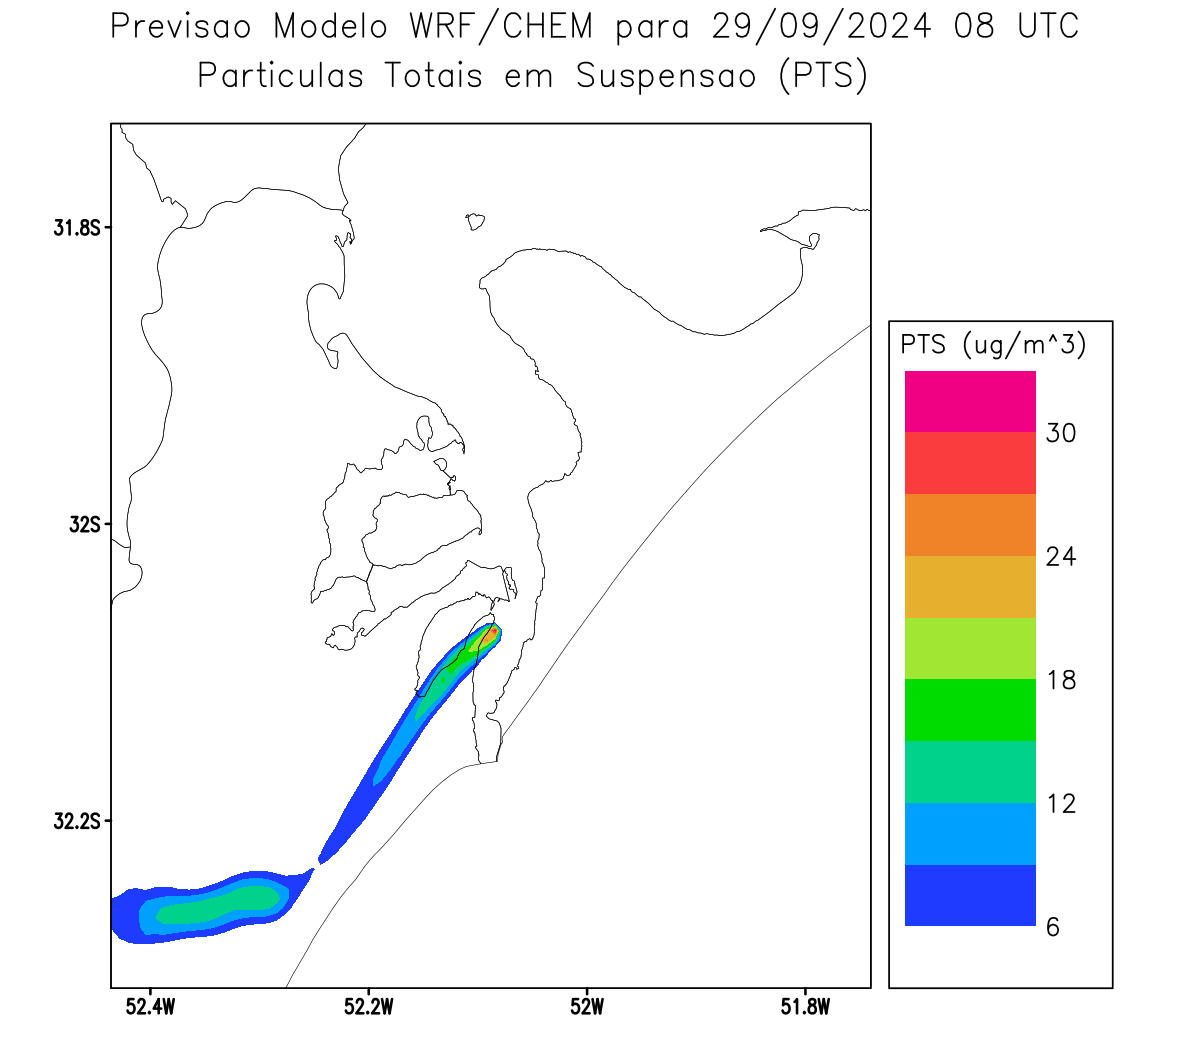 Previsao Modelo WRF/CHEM para 29/09/2024 08 UTC
Particulas Totais em Suspensao (PTS)
31.8S
32S
32.2S
52.4W 52.2W 52W 51.8W
PTS (ug/m^3)
30
24
18
12
6